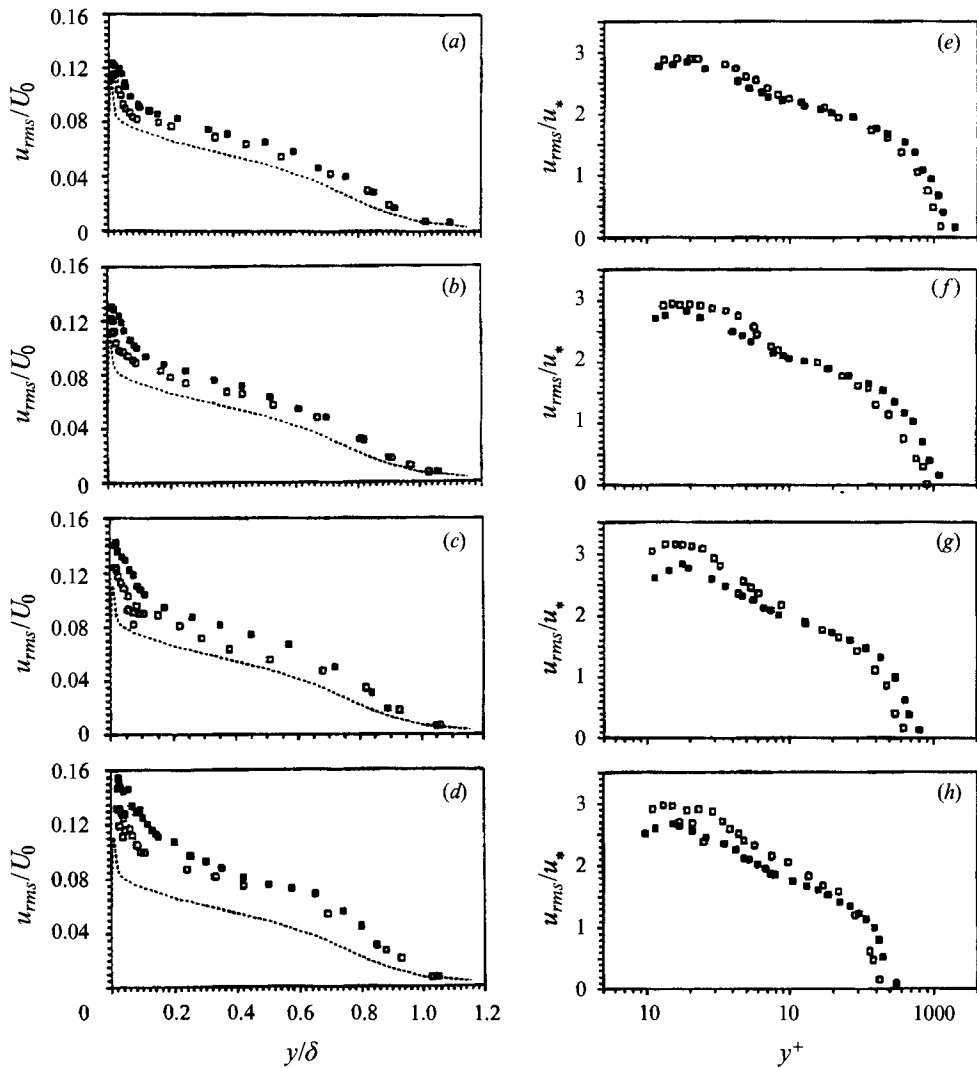 0.16
0.12
0.08
0.04
0
u_rms/U_0
(a)
3
2
1
0
u_rms/u_*
(e)
0.16
0.12
0.08
0.04
0
u_rms/U_0
(b)
3
2
1
0
u_rms/u_*
(f)
0.16
0.12
0.08
0.04
0
u_rms/U_0
(c)
3
2
1
0
u_rms/u_*
(g)
0.16
0.12
0.08
0.04
u_rms/U_0
(d)
3
2
1
0
u_rms/u_*
(h)
0 0.2 0.4 0.6 0.8 1.0 1.2
y/δ
10 10 1000
y⁺